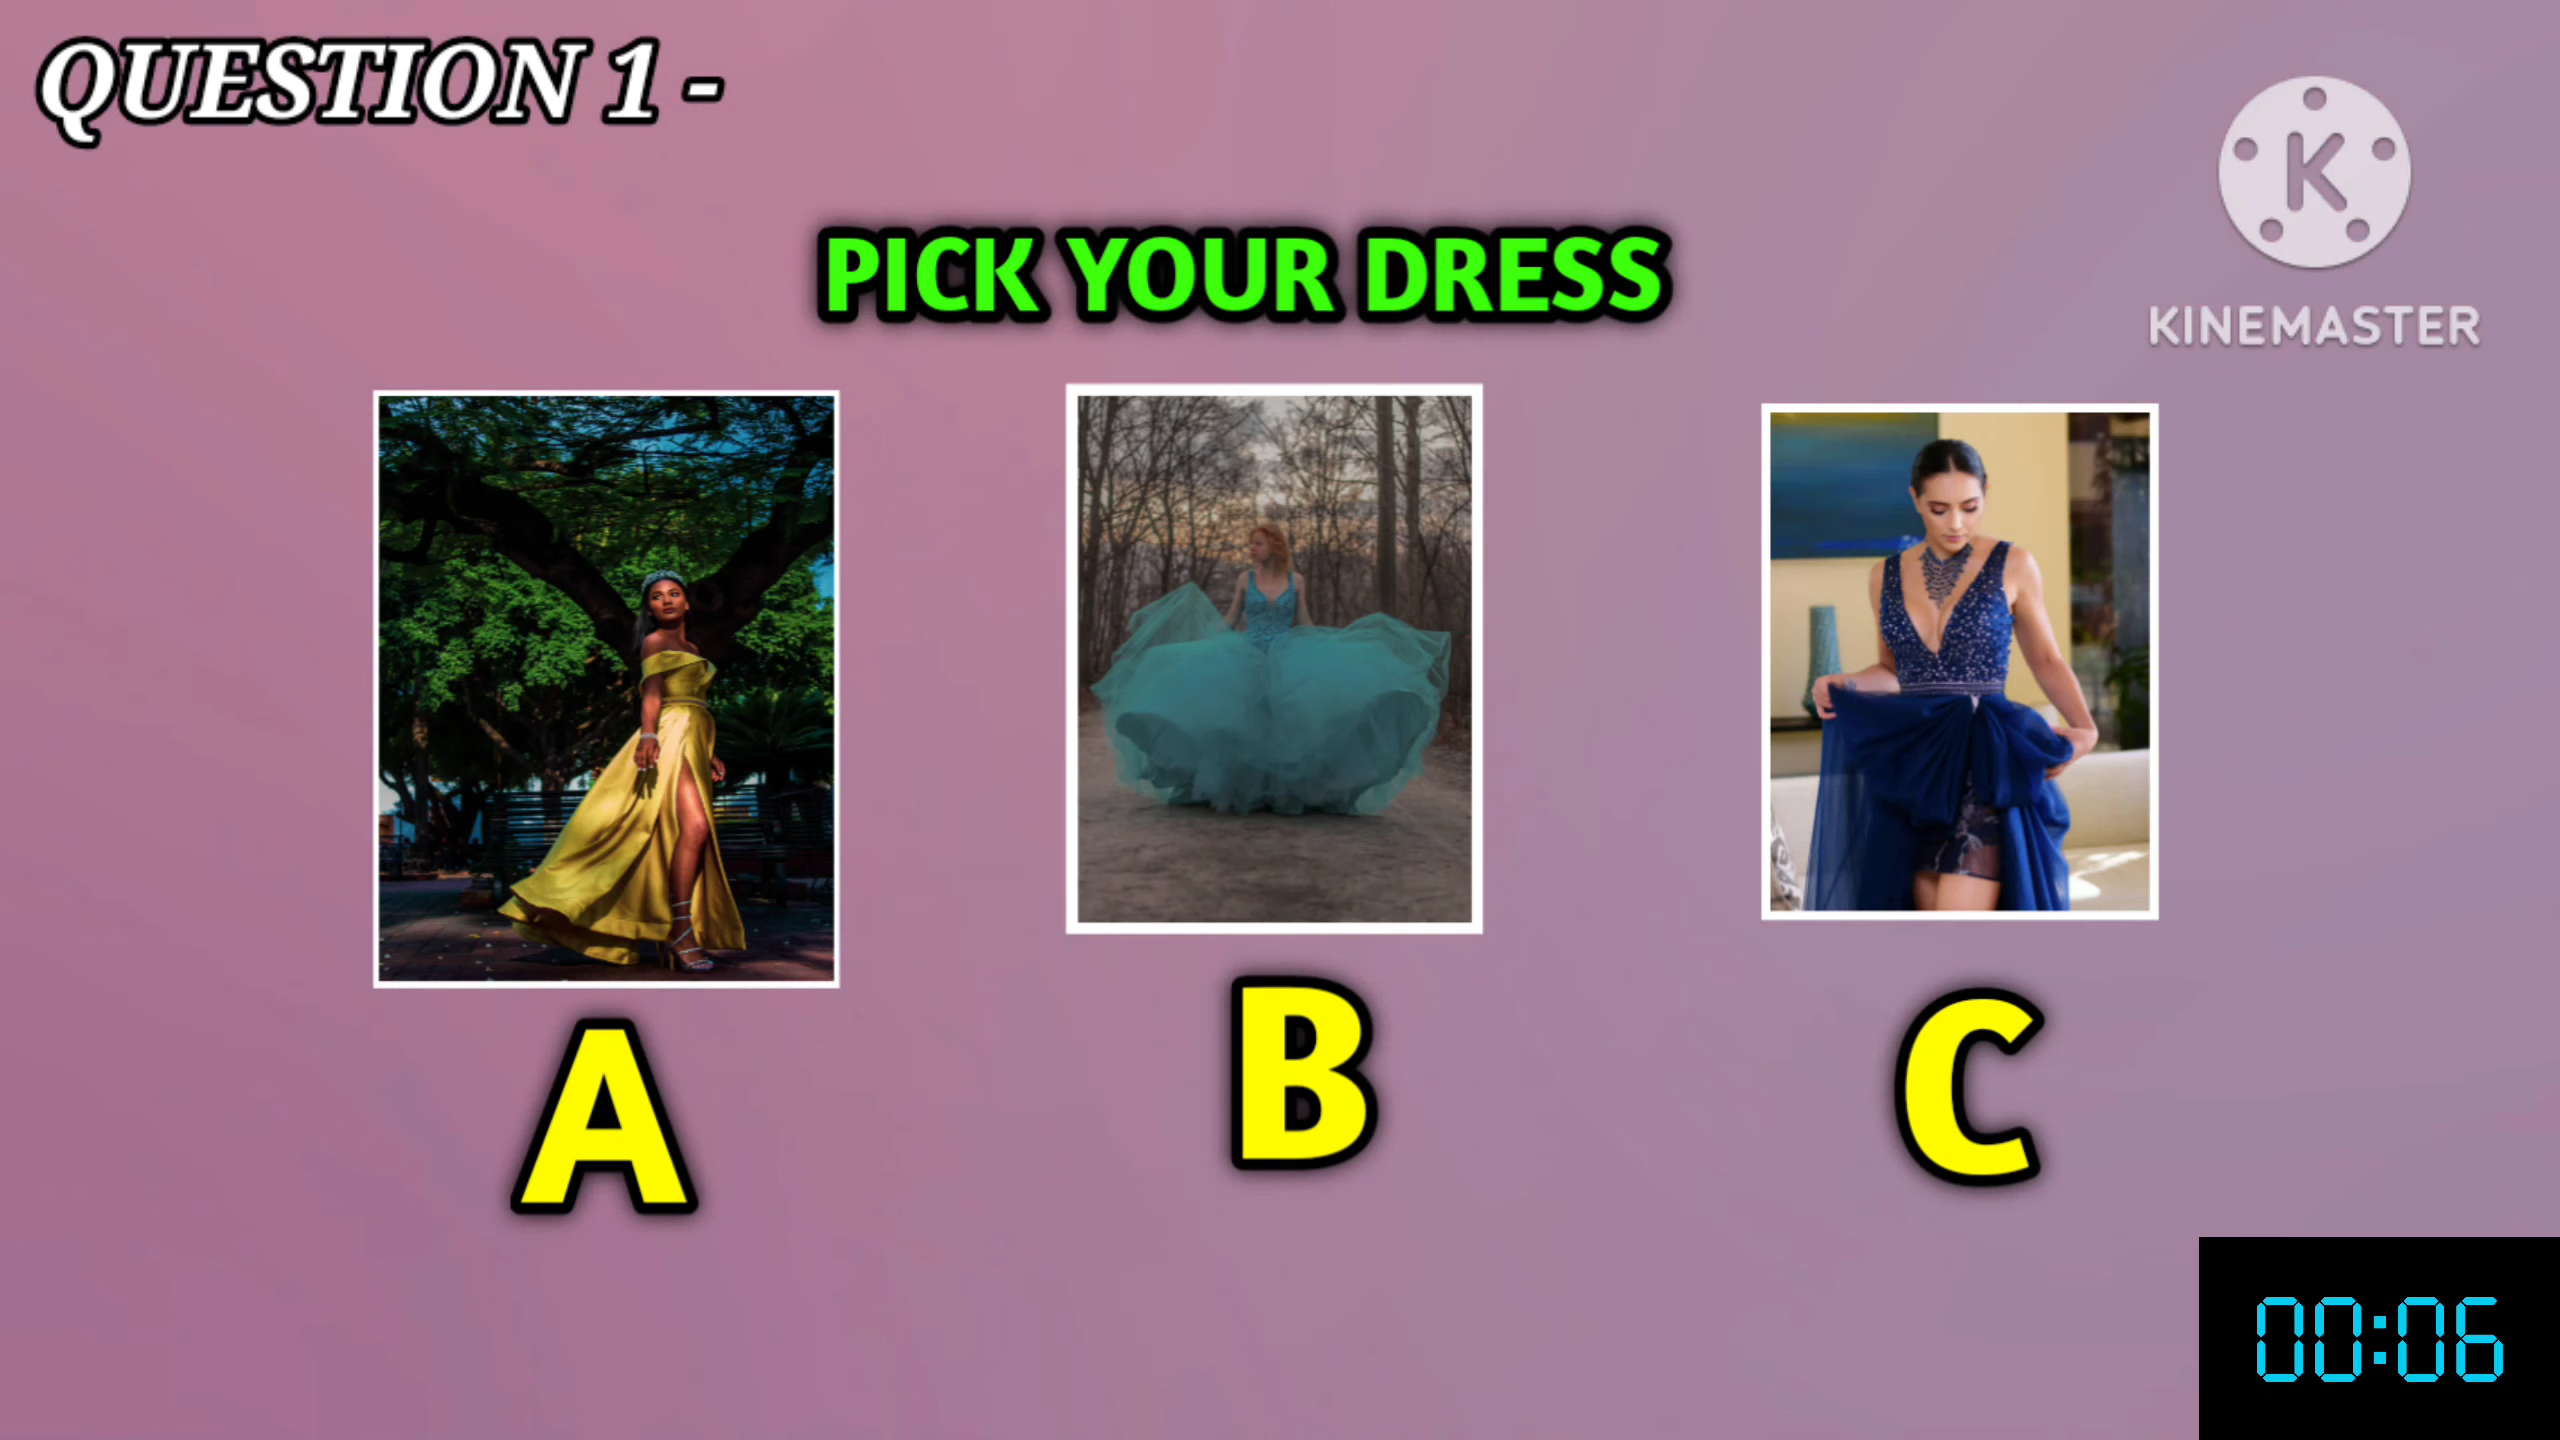 QUESTION 1 -
PICK YOUR DRESS
K
KINEMASTER
A
B
C
00:06